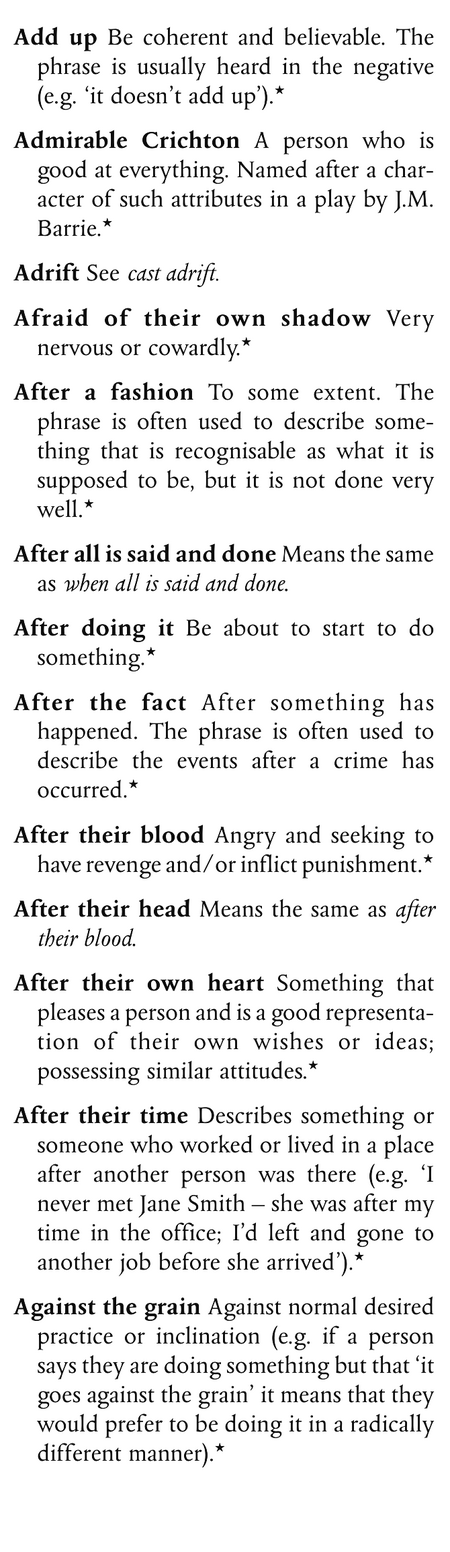 Add up Be coherent and believable. The
phrase is usually heard in the negative
(e.g. ‘it doesn’t add up’).★
Admirable Crichton A person who is
good at everything. Named after a char-
acter of such attributes in a play by J.M.
Barrie.★
Adrift See cast adrift.
Afraid of their own shadow Very
nervous or cowardly.★
After a fashion To some extent. The
phrase is often used to describe some-
thing that is recognisable as what it is
supposed to be, but it is not done very
well.★
After all is said and done Means the same
as when all is said and done.
After doing it Be about to start to do
something.★
After the fact After something has
happened. The phrase is often used to
describe the events after a crime has
occurred.★
After their blood Angry and seeking to
have revenge and/or inflict punishment.★
After their head Means the same as after
their blood.
After their own heart Something that
pleases a person and is a good representa-
tion of their own wishes or ideas;
possessing similar attitudes.★
After their time Describes something or
someone who worked or lived in a place
after another person was there (e.g. ‘I
never met Jane Smith – she was after my
time in the office; I’d left and gone to
another job before she arrived’).★
Against the grain Against normal desired
practice or inclination (e.g. if a person
says they are doing something but that ‘it
goes against the grain’ it means that they
would prefer to be doing it in a radically
different manner).★